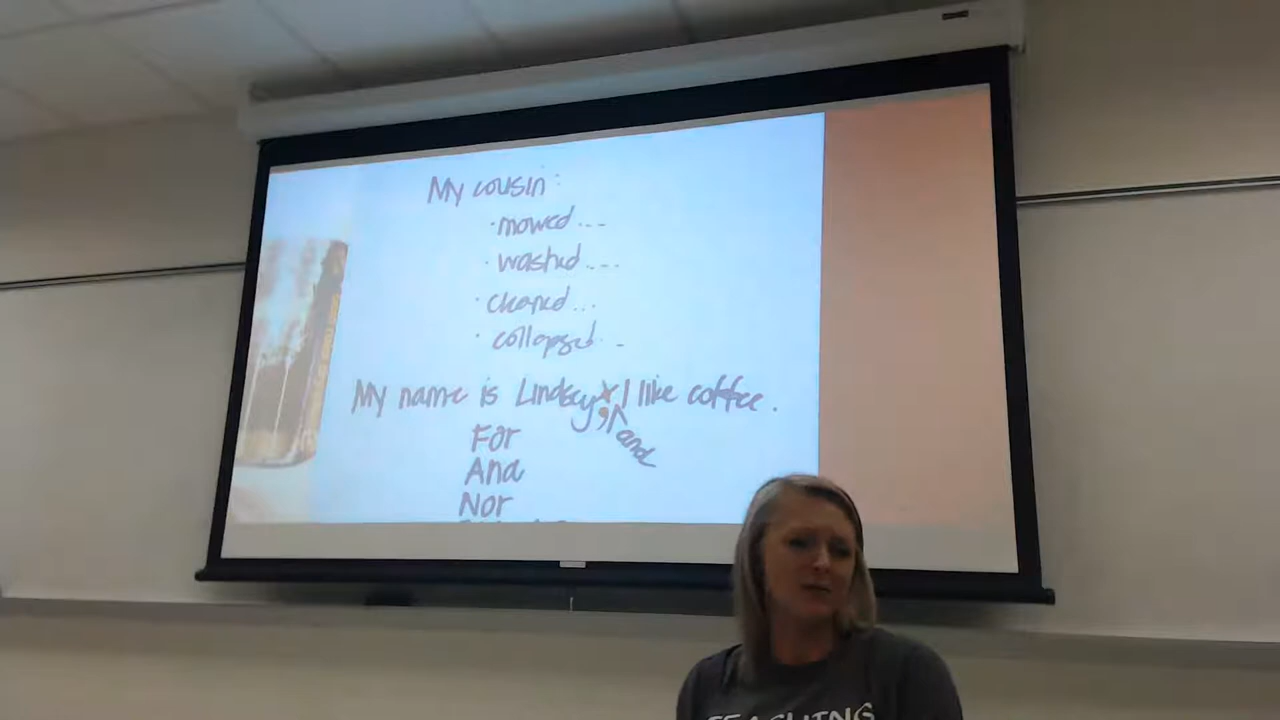 My cousin:
· mowed ...
· washed ....
· cleaned ...
· collapsed ..
My name is Lindsey, I like coffee.
and
For
And
Nor